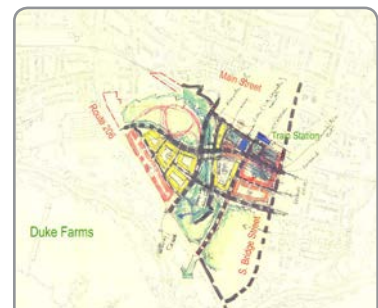 Main Street
Route 206
Train Station
Duke Farms
S. Bridge Street